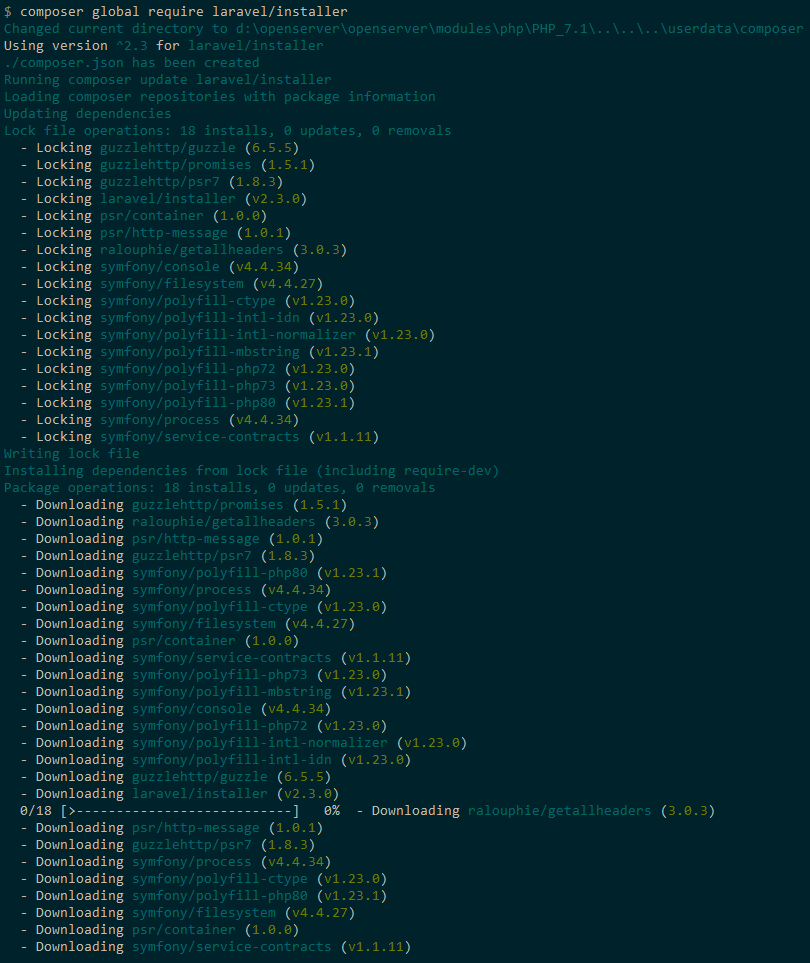 $ composer global require laravel/installer
Changed current directory to d:\openserver\openserver\modules\php\PHP_7.1\..\..\..\userdata\composer
Using version ^2.3 for laravel/installer
./composer.json has been created
Running composer update laravel/installer
Loading composer repositories with package information
Updating dependencies
Lock file operations: 18 installs, 0 updates, 0 removals
  - Locking guzzlehttp/guzzle (6.5.5)
  - Locking guzzlehttp/promises (1.5.1)
  - Locking guzzlehttp/psr7 (1.8.3)
  - Locking laravel/installer (v2.3.0)
  - Locking psr/container (1.0.0)
  - Locking psr/http-message (1.0.1)
  - Locking ralouphie/getallheaders (3.0.3)
  - Locking symfony/console (v4.4.34)
  - Locking symfony/filesystem (v4.4.27)
  - Locking symfony/polyfill-ctype (v1.23.0)
  - Locking symfony/polyfill-intl-idn (v1.23.0)
  - Locking symfony/polyfill-intl-normalizer (v1.23.0)
  - Locking symfony/polyfill-mbstring (v1.23.1)
  - Locking symfony/polyfill-php72 (v1.23.0)
  - Locking symfony/polyfill-php73 (v1.23.0)
  - Locking symfony/polyfill-php80 (v1.23.1)
  - Locking symfony/process (v4.4.34)
  - Locking symfony/service-contracts (v1.1.11)
Writing lock file
Installing dependencies from lock file (including require-dev)
Package operations: 18 installs, 0 updates, 0 removals
  - Downloading guzzlehttp/promises (1.5.1)
  - Downloading ralouphie/getallheaders (3.0.3)
  - Downloading psr/http-message (1.0.1)
  - Downloading guzzlehttp/psr7 (1.8.3)
  - Downloading symfony/polyfill-php80 (v1.23.1)
  - Downloading symfony/process (v4.4.34)
  - Downloading symfony/polyfill-ctype (v1.23.0)
  - Downloading symfony/filesystem (v4.4.27)
  - Downloading psr/container (1.0.0)
  - Downloading symfony/service-contracts (v1.1.11)
  - Downloading symfony/polyfill-php73 (v1.23.0)
  - Downloading symfony/polyfill-mbstring (v1.23.1)
  - Downloading symfony/console (v4.4.34)
  - Downloading symfony/polyfill-php72 (v1.23.0)
  - Downloading symfony/polyfill-intl-normalizer (v1.23.0)
  - Downloading symfony/polyfill-intl-idn (v1.23.0)
  - Downloading guzzlehttp/guzzle (6.5.5)
  - Downloading laravel/installer (v2.3.0)
  0/18 [>---------------------------]   0%  - Downloading ralouphie/getallheaders (3.0.3)
  - Downloading psr/http-message (1.0.1)
  - Downloading guzzlehttp/psr7 (1.8.3)
  - Downloading symfony/process (v4.4.34)
  - Downloading symfony/polyfill-ctype (v1.23.0)
  - Downloading symfony/polyfill-php80 (v1.23.1)
  - Downloading symfony/filesystem (v4.4.27)
  - Downloading psr/container (1.0.0)
  - Downloading symfony/service-contracts (v1.1.11)